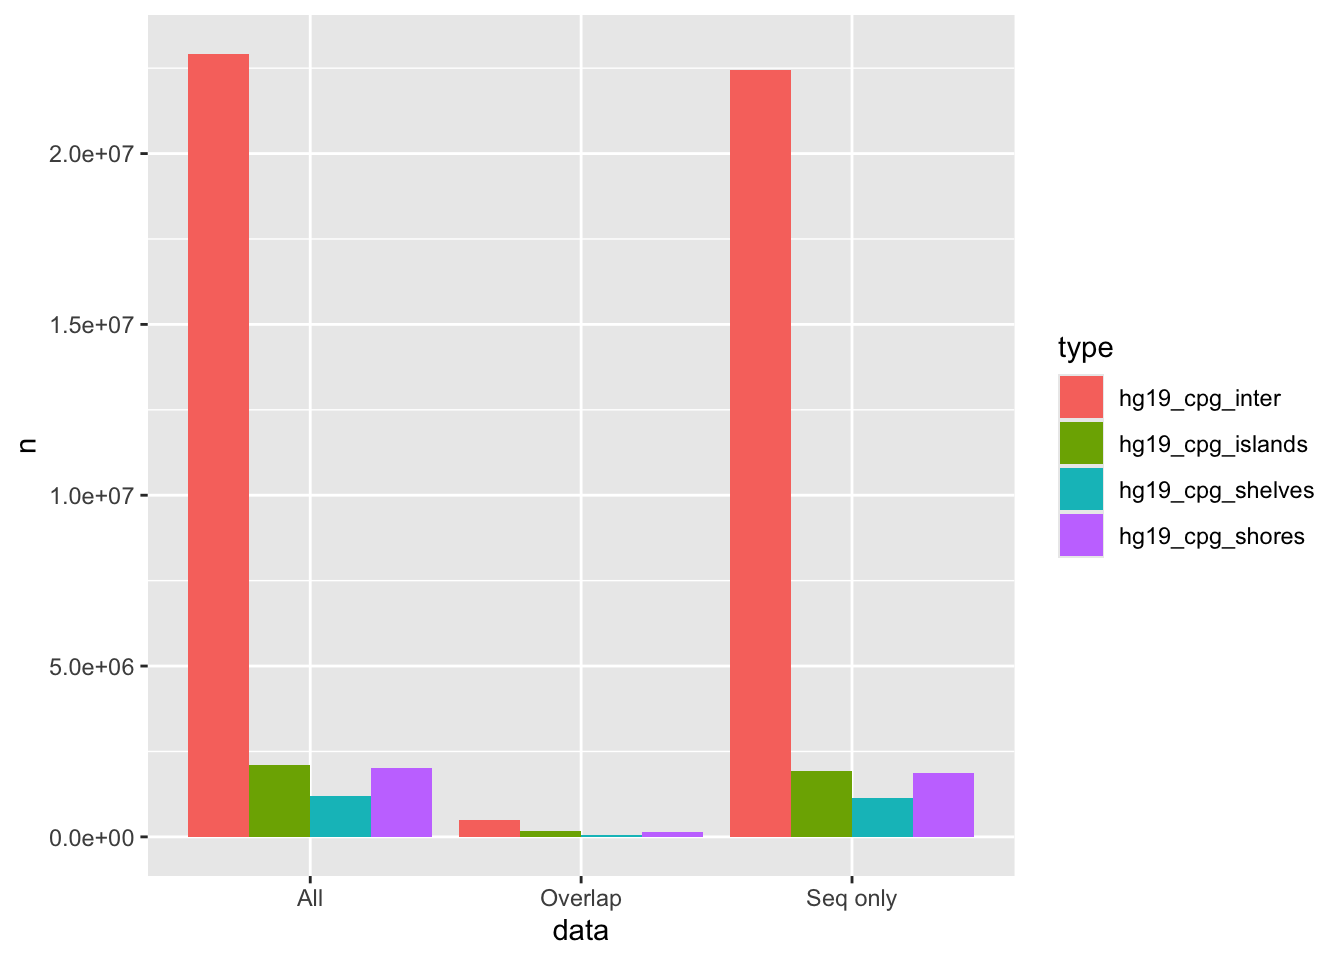 n
2.0e+07
1.5e+07
1.0e+07
5.0e+06
0.0e+00
All
Overlap
Seq only
data
type
hg19_cpg_inter
hg19_cpg_islands
hg19_cpg_shelves
hg19_cpg_shores